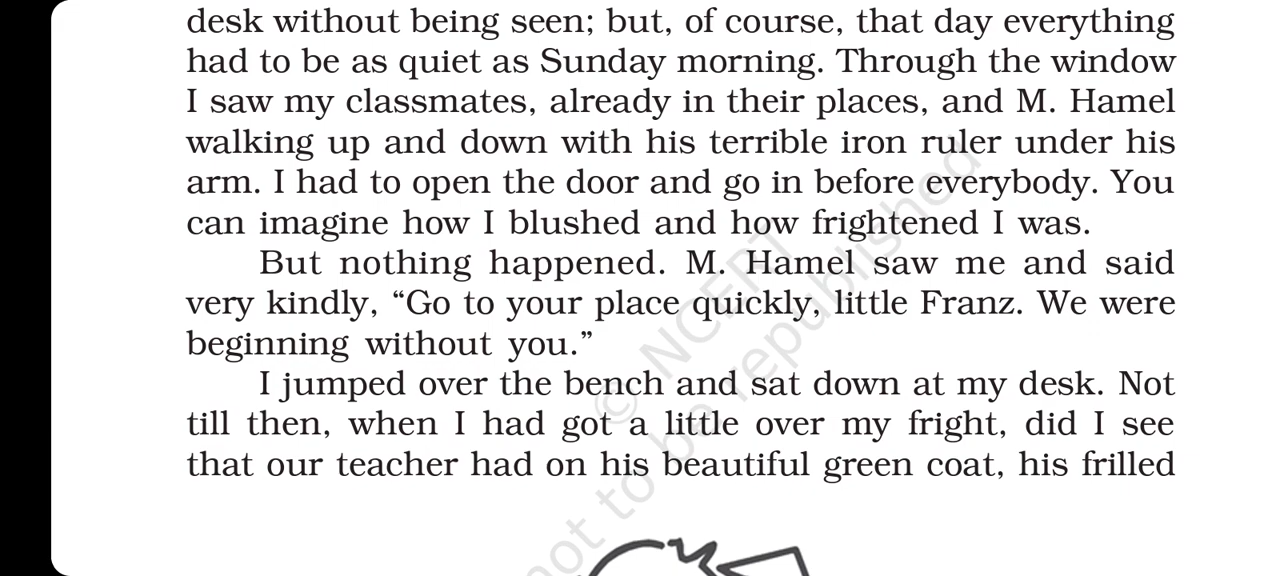 desk without being seen; but, of course, that day everything
had to be as quiet as Sunday morning. Through the window
I saw my classmates, already in their places, and M. Hamel
walking up and down with his terrible iron ruler under his
arm. I had to open the door and go in before everybody. You
can imagine how I blushed and how frightened I was.
But nothing happened. M. Hamel saw me and said
very kindly, “Go to your place quickly, little Franz. We were
beginning without you.”
I jumped over the bench and sat down at my desk. Not
till then, when I had got a little over my fright, did I see
that our teacher had on his beautiful green coat, his frilled
© NCERT
not to be republished